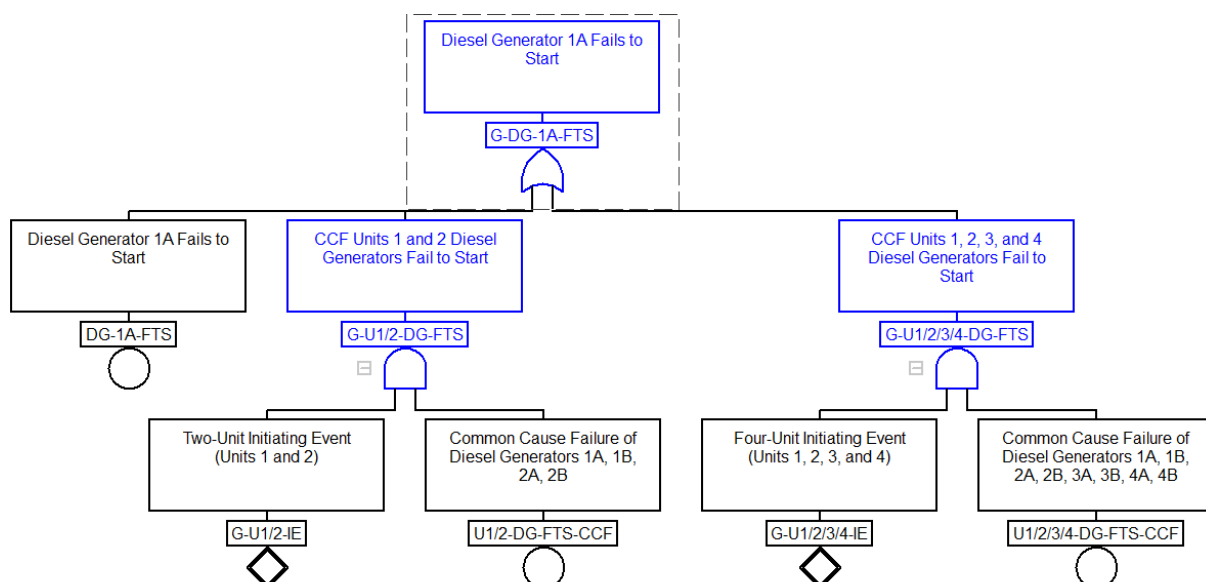 Diesel Generator 1A Fails to
Start
G-DG-1A-FTS
Diesel Generator 1A Fails to
Start
DG-1A-FTS
CCF Units 1 and 2 Diesel
Generators Fail to Start
G-U1/2-DG-FTS
CCF Units 1, 2, 3, and 4
Diesel Generators Fail to
Start
G-U1/2/3/4-DG-FTS
Two-Unit Initiating Event
(Units 1 and 2)
G-U1/2-IE
Common Cause Failure of
Diesel Generators 1A, 1B,
2A, 2B
U1/2-DG-FTS-CCF
Four-Unit Initiating Event
(Units 1, 2, 3, and 4)
G-U1/2/3/4-IE
Common Cause Failure of
Diesel Generators 1A, 1B,
2A, 2B, 3A, 3B, 4A, 4B
U1/2/3/4-DG-FTS-CCF